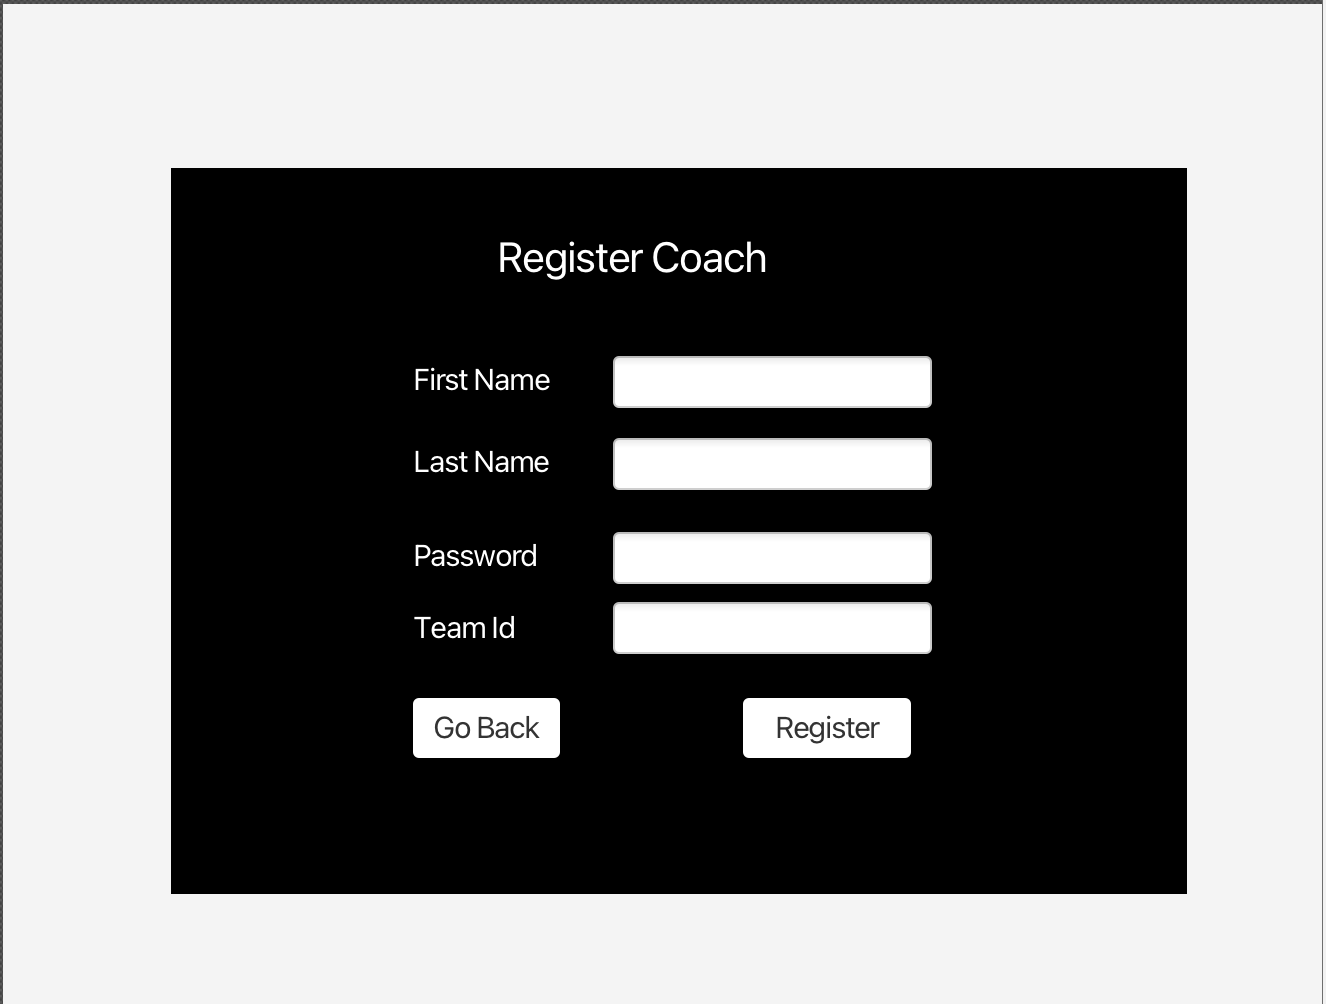 Register Coach
First Name
Last Name
Password
Team Id
Go Back
Register